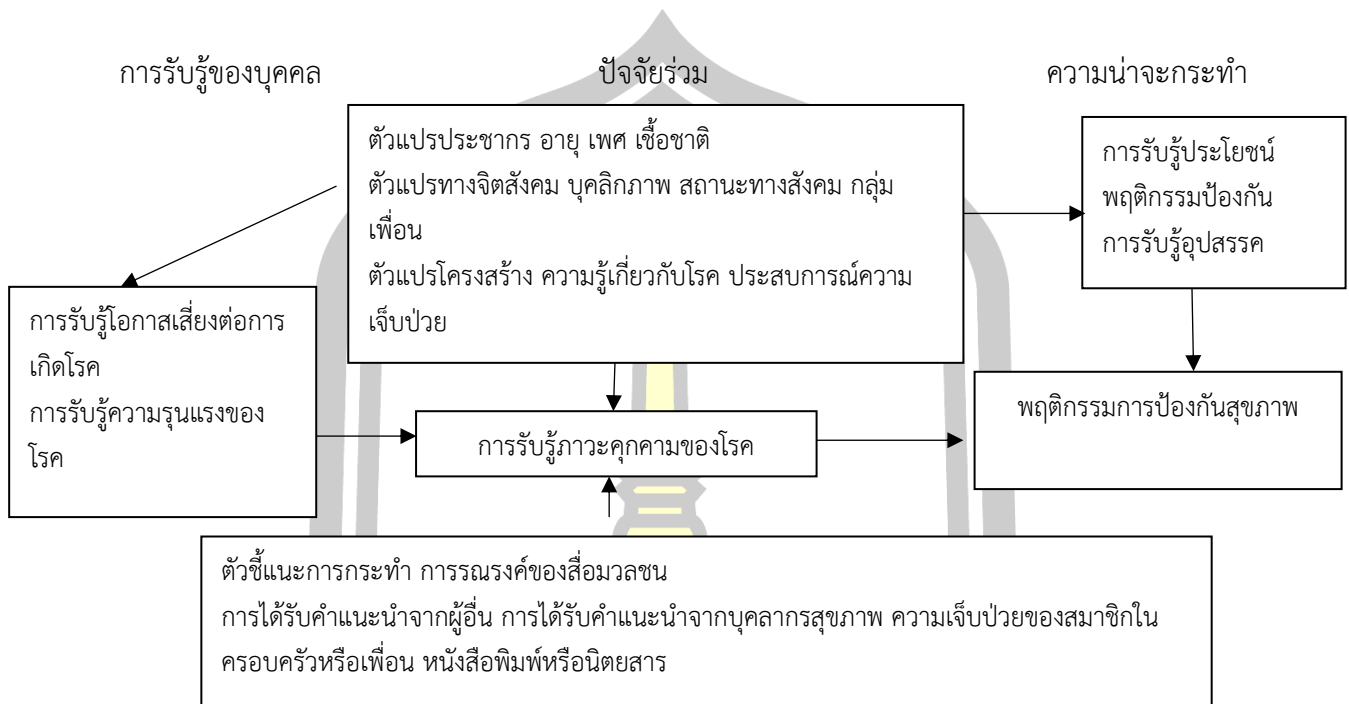 การรับรู้ของบุคคล
ปัจจัยร่วม
ความน่าจะกระทำ
ตัวแปรประชากร อายุ เพศ เชื้อชาติ
ตัวแปรทางจิตสังคม บุคลิกภาพ สถานะทางสังคม กลุ่ม
เพื่อน
ตัวแปรโครงสร้าง ความรู้เกี่ยวกับโรค ประสบการณ์ความ
เจ็บป่วย
การรับรู้ประโยชน์
พฤติกรรมป้องกัน
การรับรู้อุปสรรค
การรับรู้โอกาสเสี่ยงต่อการ
เกิดโรค
การรับรู้ความรุนแรงของ
โรค
การรับรู้ภาวะคุกคามของโรค
พฤติกรรมการป้องกันสุขภาพ
ตัวชี้แนะการกระทำ การรณรงค์ของสื่อมวลชน
การได้รับคำแนะนำจากผู้อื่น การได้รับคำแนะนำจากบุคลากรสุขภาพ ความเจ็บป่วยของสมาชิกใน
ครอบครัวหรือเพื่อน หนังสือพิมพ์หรือนิตยสาร